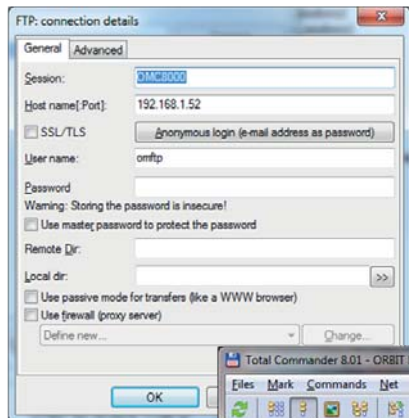 FTP: connection details
General Advanced
Session: OMC8000
Host name[:Port]: 192.168.1.52
SSL/TLS Anonymous login (e-mail address as password)
User name: omftp
Password
Warning: Storing the password is insecure!
Use master password to protect the password
Remote Dir:
Local dir: >>
Use passive mode for transfers (like a WWW browser)
Use firewall (proxy server)
Define new... Change...
Total Commander 8.01 - ORBIT
OK
Files Mark Commands Net